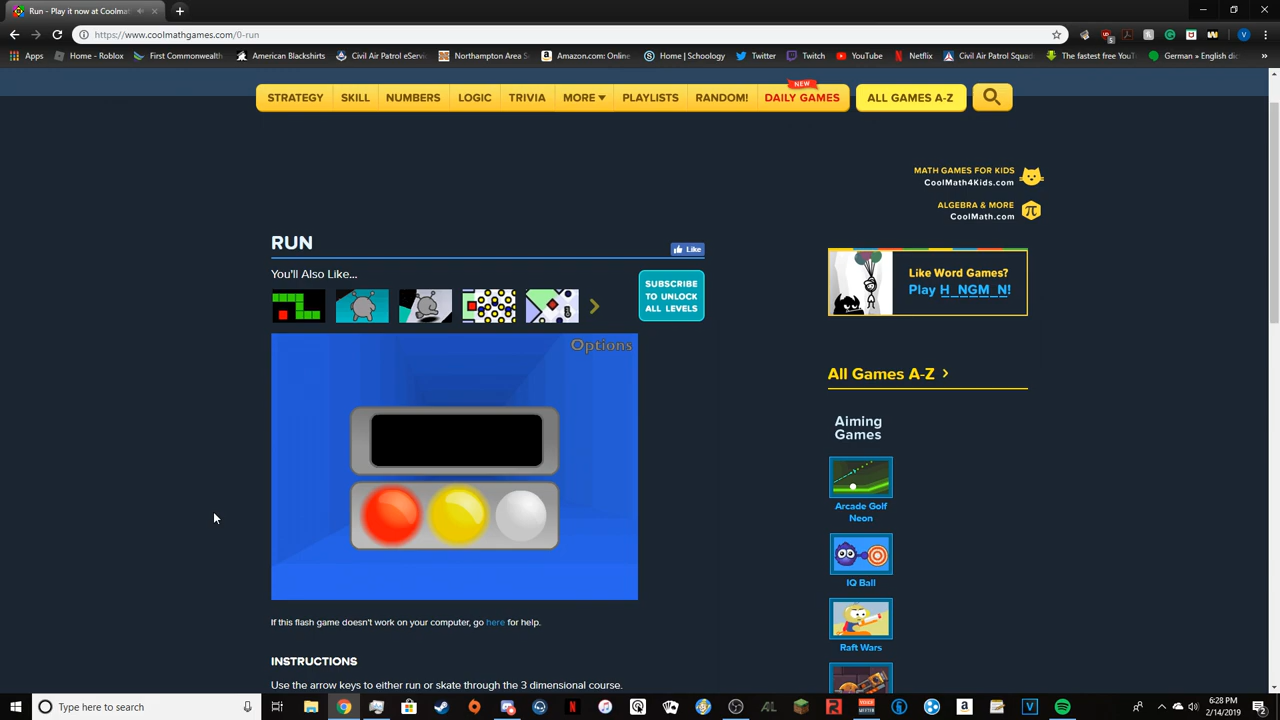 Run - Play it now at Coolma
https://www.coolmathgames.com/0-run
Apps
Home - Roblox
First Commonwealth
American Blackshirts
Civil Air Patrol eServ
Northampton Area S
Amazon.com: Online
Home | Schoology
Twitter
Twitch
YouTube
Netflix
Civil Air Patrol Squad
The fastest free YouT
German » English dic
»
STRATEGY
SKILL
NUMBERS
LOGIC
TRIVIA
MORE
PLAYLISTS
RANDOM!
NEW
DAILY GAMES
ALL GAMES A-Z
MATH GAMES FOR KIDS
CoolMath4Kids.com
ALGEBRA & MORE
CoolMath.com
π
RUN
Like
You'll Also Like...
SUBSCRIBE
TO UNLOCK
ALL LEVELS
Like Word Games?
Play H_NGM_N!
Options
All Games A-Z
Aiming
Games
Arcade Golf
Neon
IQ Ball
Raft Wars
If this flash game doesn't work on your computer, go here for help.
INSTRUCTIONS
Use the arrow keys to either run or skate through the 3 dimensional course.
Type here to search
6:28 PM
2/14/2019